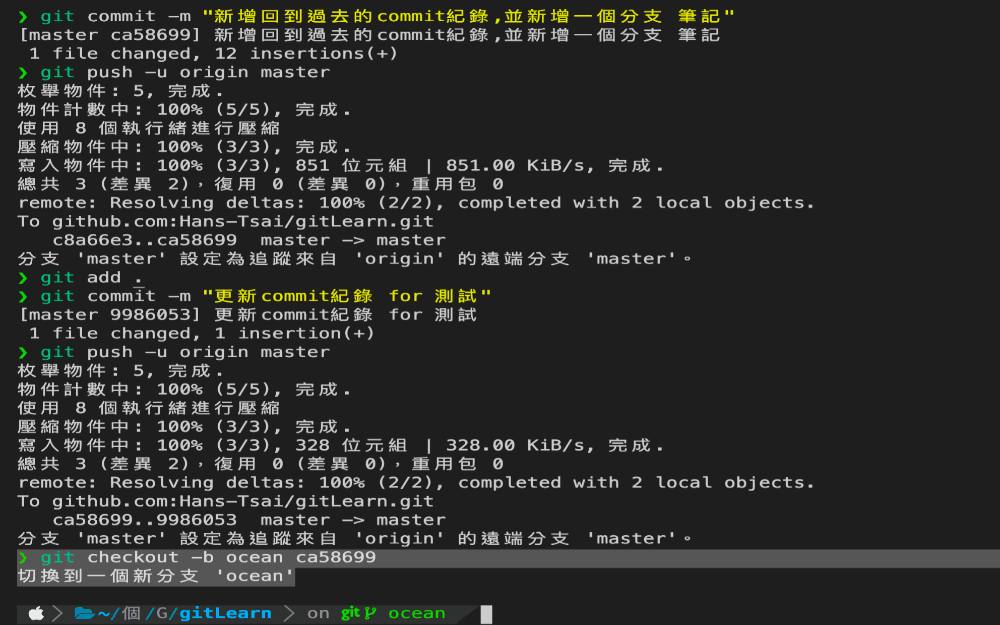 ❯ git commit -m "新增回到過去的commit紀錄,並新增一個分支 筆記"
[master ca58699] 新增回到過去的commit紀錄,並新增一個分支 筆記
 1 file changed, 12 insertions(+)
❯ git push -u origin master
枚舉物件: 5, 完成.
物件計數中: 100% (5/5), 完成.
使用 8 個執行緒進行壓縮
壓縮物件中: 100% (3/3), 完成.
寫入物件中: 100% (3/3), 851 位元組 | 851.00 KiB/s, 完成.
總共 3 (差異 2),復用 0 (差異 0),重用包 0
remote: Resolving deltas: 100% (2/2), completed with 2 local objects.
To github.com:Hans-Tsai/gitLearn.git
   c8a66e3..ca58699  master -> master
分支 'master' 設定為追蹤來自 'origin' 的遠端分支 'master'。
❯ git add .
❯ git commit -m "更新commit紀錄 for 測試"
[master 9986053] 更新commit紀錄 for 測試
 1 file changed, 1 insertion(+)
❯ git push -u origin master
枚舉物件: 5, 完成.
物件計數中: 100% (5/5), 完成.
使用 8 個執行緒進行壓縮
壓縮物件中: 100% (3/3), 完成.
寫入物件中: 100% (3/3), 328 位元組 | 328.00 KiB/s, 完成.
總共 3 (差異 2),復用 0 (差異 0),重用包 0
remote: Resolving deltas: 100% (2/2), completed with 2 local objects.
To github.com:Hans-Tsai/gitLearn.git
   ca58699..9986053  master -> master
分支 'master' 設定為追蹤來自 'origin' 的遠端分支 'master'。
❯ git checkout -b ocean ca58699
切換到一個新分支 'ocean'
~/個/G/gitLearn on git ocean